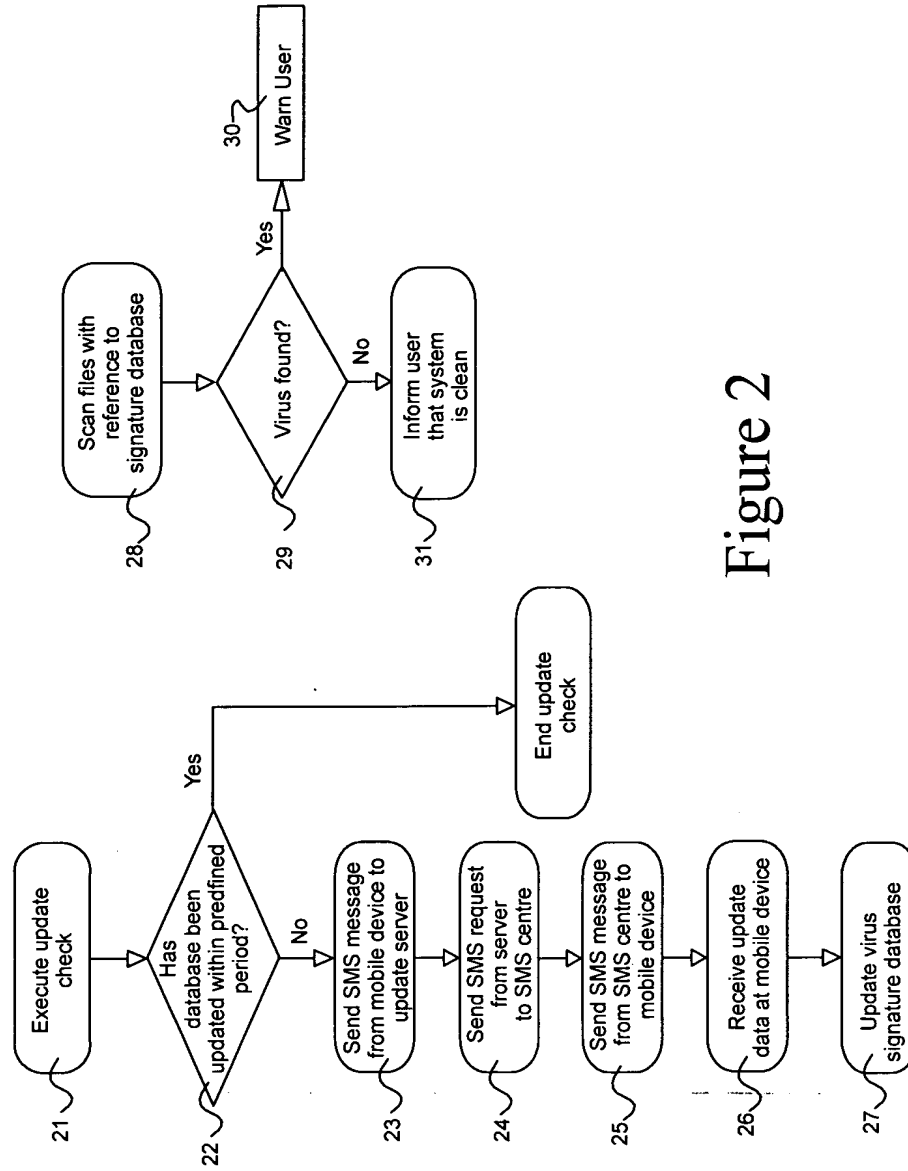 21
Execute update
check
22
Has
database been
updated within predfined
period?
Yes
No
End update
check
23
Send SMS message
from mobile device to
update server
24
Send SMS request
from server
to SMS centre
25
Send SMS message
from SMS centre to
mobile device
26
Receive update
data at mobile device
27
Update virus
signature database
28
Scan files with
reference to
signature database
29
Virus found?
Yes
30
Warn User
No
31
Inform user
that system
is clean
Figure 2